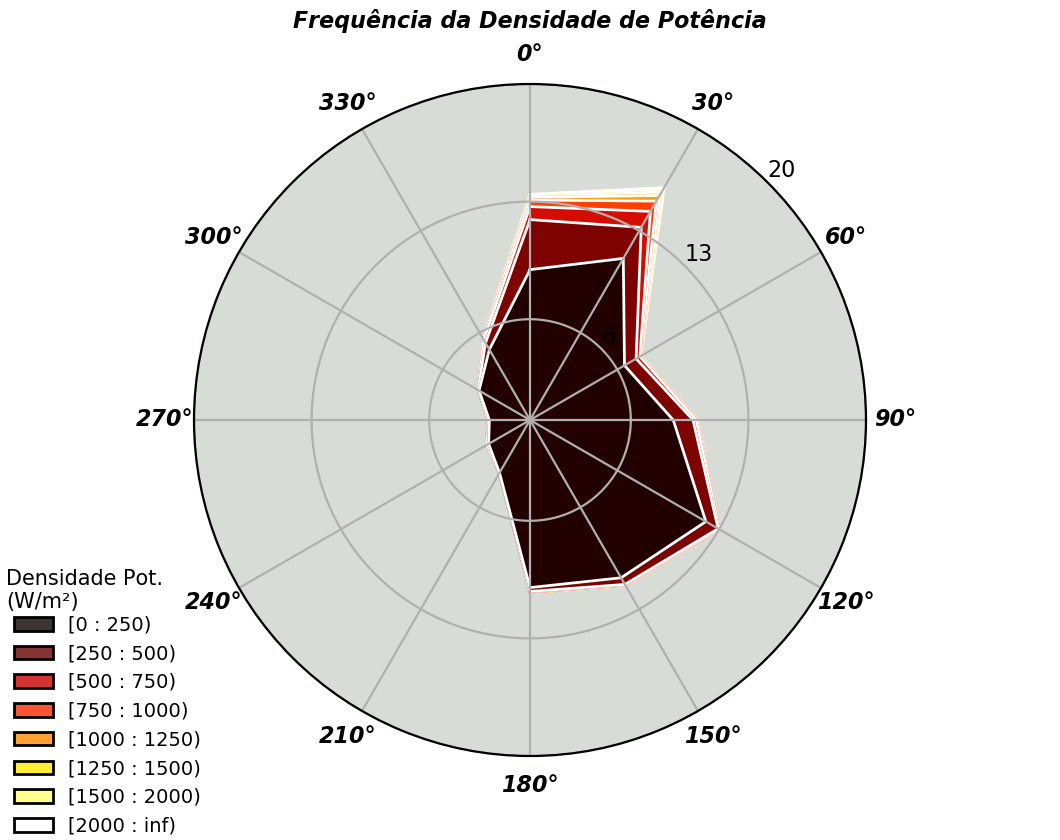 Frequência da Densidade de Potência
0°
330°
30°
20
300°
60°
13
6
270°
90°
240°
120°
210°
150°
180°
Densidade Pot.
(W/m²)
[0 : 250)
[250 : 500)
[500 : 750)
[750 : 1000)
[1000 : 1250)
[1250 : 1500)
[1500 : 2000)
[2000 : inf)